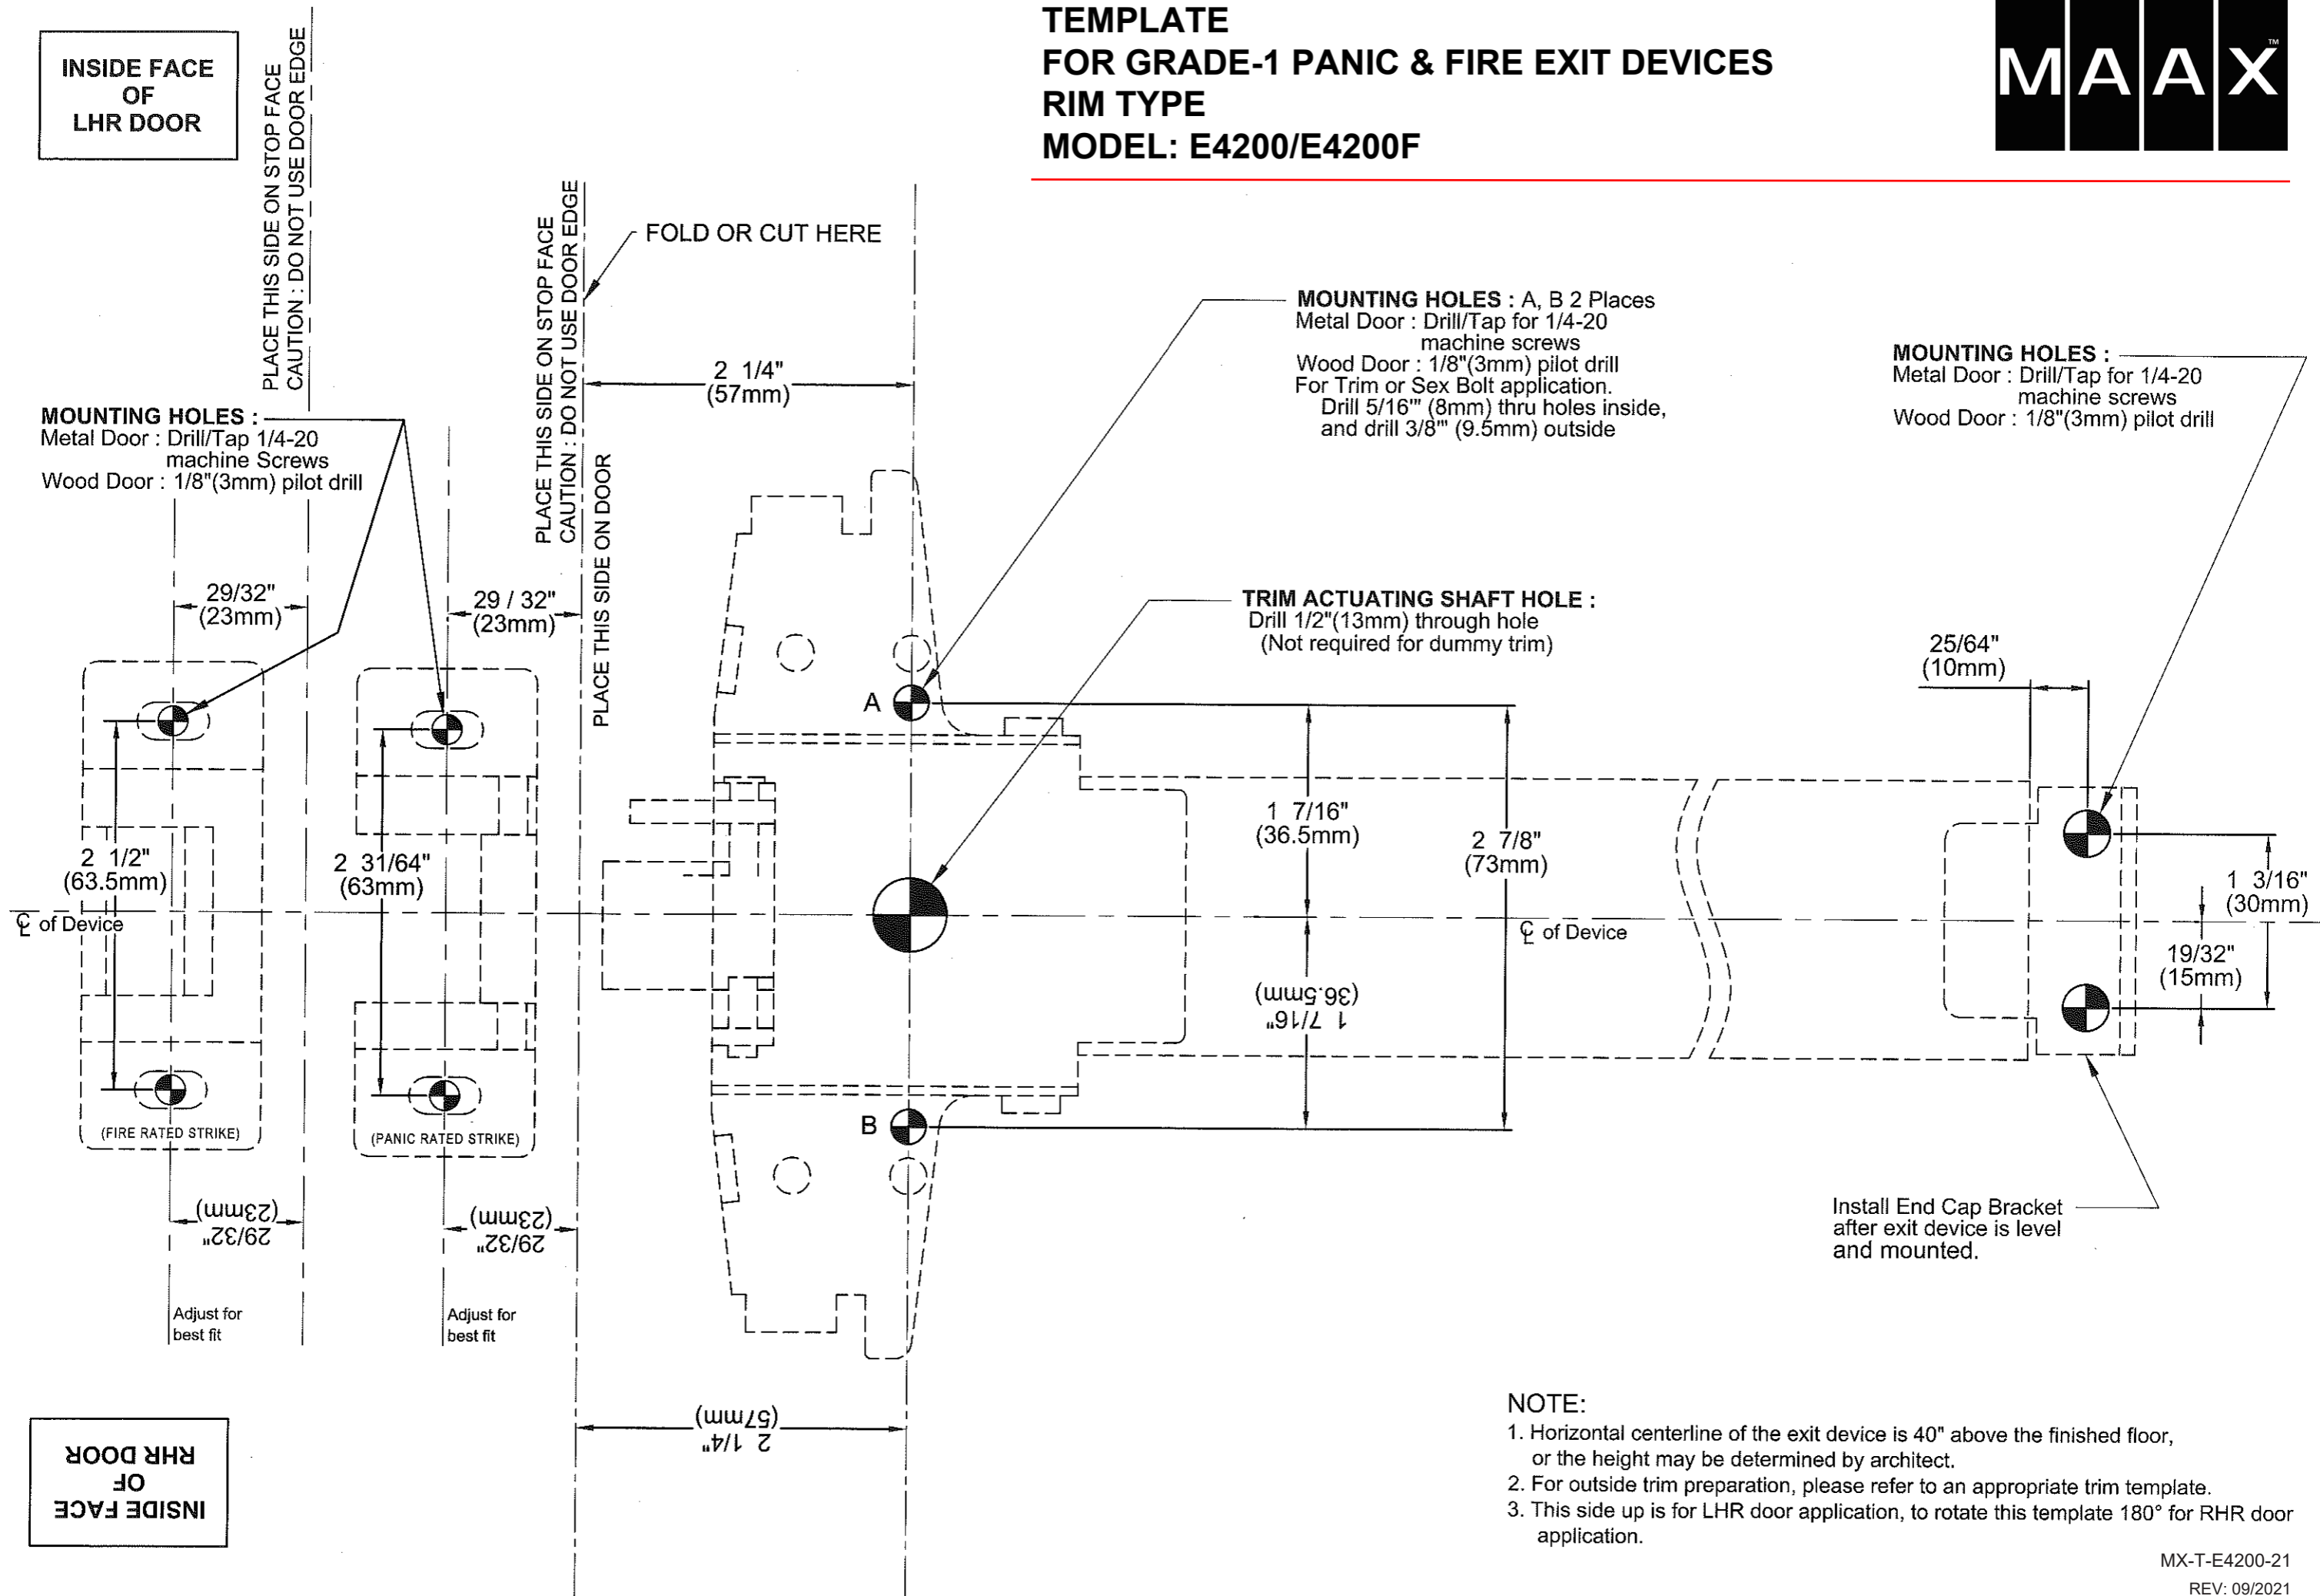 TEMPLATE
FOR GRADE-1 PANIC & FIRE EXIT DEVICES
RIM TYPE
MODEL: E4200/E4200F
MAAX™
INSIDE FACE
OF
LHR DOOR
PLACE THIS SIDE ON STOP FACE
CAUTION : DO NOT USE DOOR EDGE
PLACE THIS SIDE ON STOP FACE
CAUTION : DO NOT USE DOOR EDGE
PLACE THIS SIDE ON DOOR
FOLD OR CUT HERE
2 1/4"
(57mm)
MOUNTING HOLES : A, B 2 Places
Metal Door : Drill/Tap for 1/4-20
machine screws
Wood Door : 1/8"(3mm) pilot drill
For Trim or Sex Bolt application.
Drill 5/16'" (8mm) thru holes inside,
and drill 3/8'" (9.5mm) outside
MOUNTING HOLES :
Metal Door : Drill/Tap for 1/4-20
machine screws
Wood Door : 1/8"(3mm) pilot drill
MOUNTING HOLES :
Metal Door : Drill/Tap 1/4-20
machine Screws
Wood Door : 1/8"(3mm) pilot drill
29/32"
(23mm)
29 / 32"
(23mm)
TRIM ACTUATING SHAFT HOLE :
Drill 1/2"(13mm) through hole
(Not required for dummy trim)
25/64"
(10mm)
A
1 7/16"
(36.5mm)
2 7/8"
(73mm)
2 1/2"
(63.5mm)
2 31/64"
(63mm)
1 3/16"
(30mm)
℄ of Device
℄ of Device
19/32"
(15mm)
1 7/16"
(36.5mm)
B
(FIRE RATED STRIKE)
(PANIC RATED STRIKE)
29/32"
(23mm)
29/32"
(23mm)
Install End Cap Bracket
after exit device is level
and mounted.
Adjust for
best fit
Adjust for
best fit
2 1/4"
(57mm)
INSIDE FACE
OF
RHR DOOR
NOTE:
1. Horizontal centerline of the exit device is 40" above the finished floor,
or the height may be determined by architect.
2. For outside trim preparation, please refer to an appropriate trim template.
3. This side up is for LHR door application, to rotate this template 180° for RHR door
application.
MX-T-E4200-21
REV: 09/2021